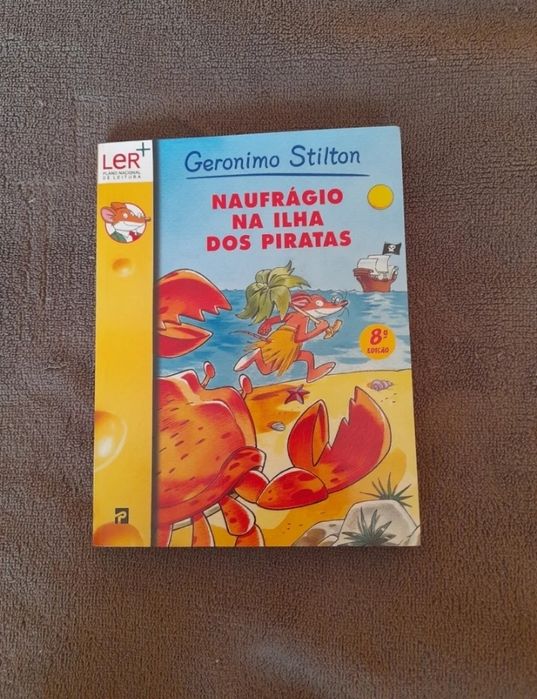 LeR+
PLANO NACIONAL
DE LEITURA
Geronimo Stilton
NAUFRÁGIO
NA ILHA
DOS PIRATAS
8ª
EDIÇÃO
P